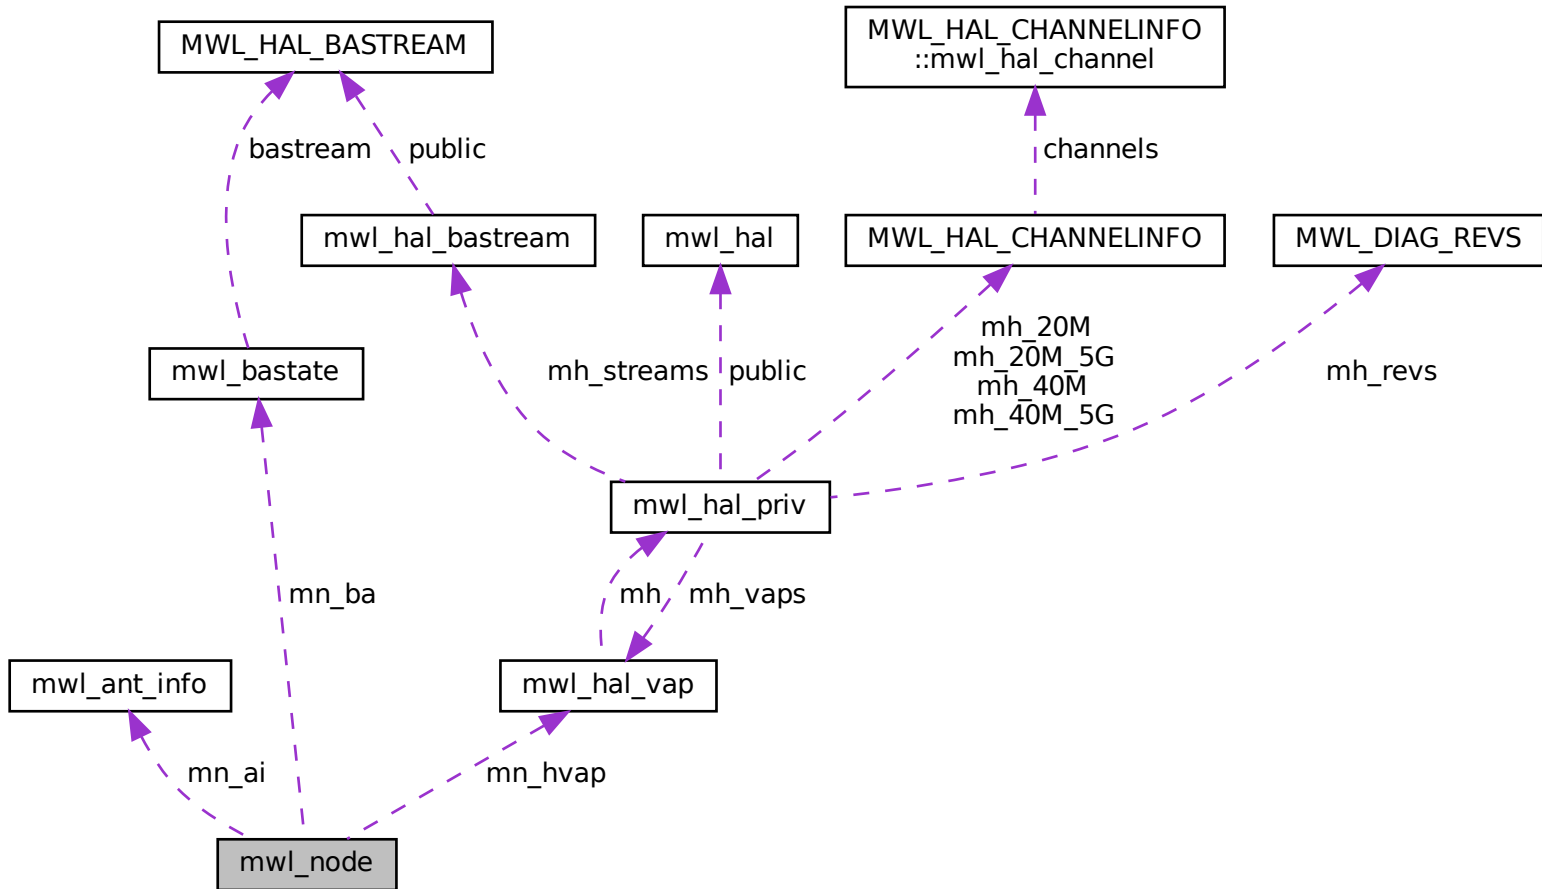 MWL_HAL_BASTREAM
MWL_HAL_CHANNELINFO
::mwl_hal_channel
bastream
public
channels
mwl_hal_bastream
mwl_hal
MWL_HAL_CHANNELINFO
MWL_DIAG_REVS
mwl_bastate
mh_streams
public
mh_20M
mh_20M_5G
mh_40M
mh_40M_5G
mh_revs
mwl_hal_priv
mn_ba
mh
mh_vaps
mwl_ant_info
mwl_hal_vap
mn_ai
mn_hvap
mwl_node